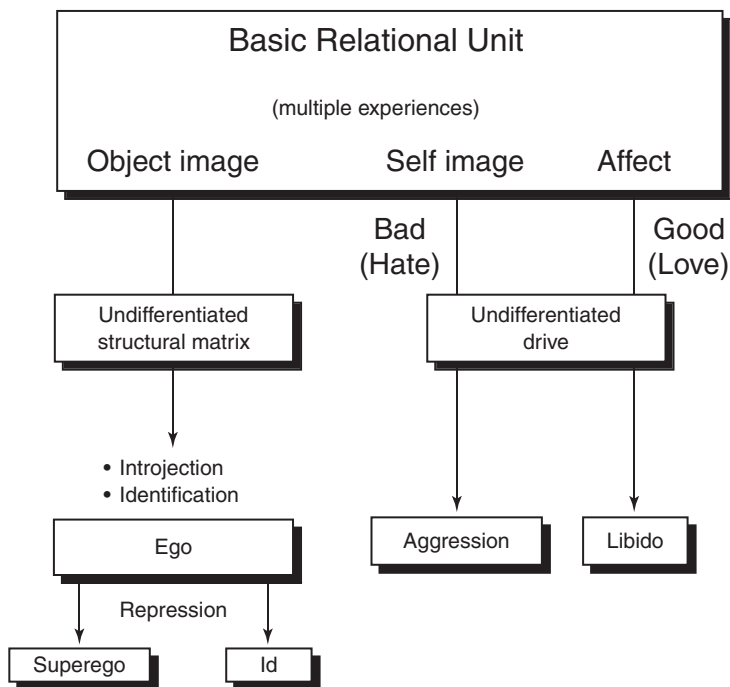 Basic Relational Unit
(multiple experiences)
Object image
Self image
Affect
Bad
(Hate)
Good
(Love)
Undifferentiated
structural matrix
Undifferentiated
drive
• Introjection
• Identification
Ego
Aggression
Libido
Repression
Superego
Id